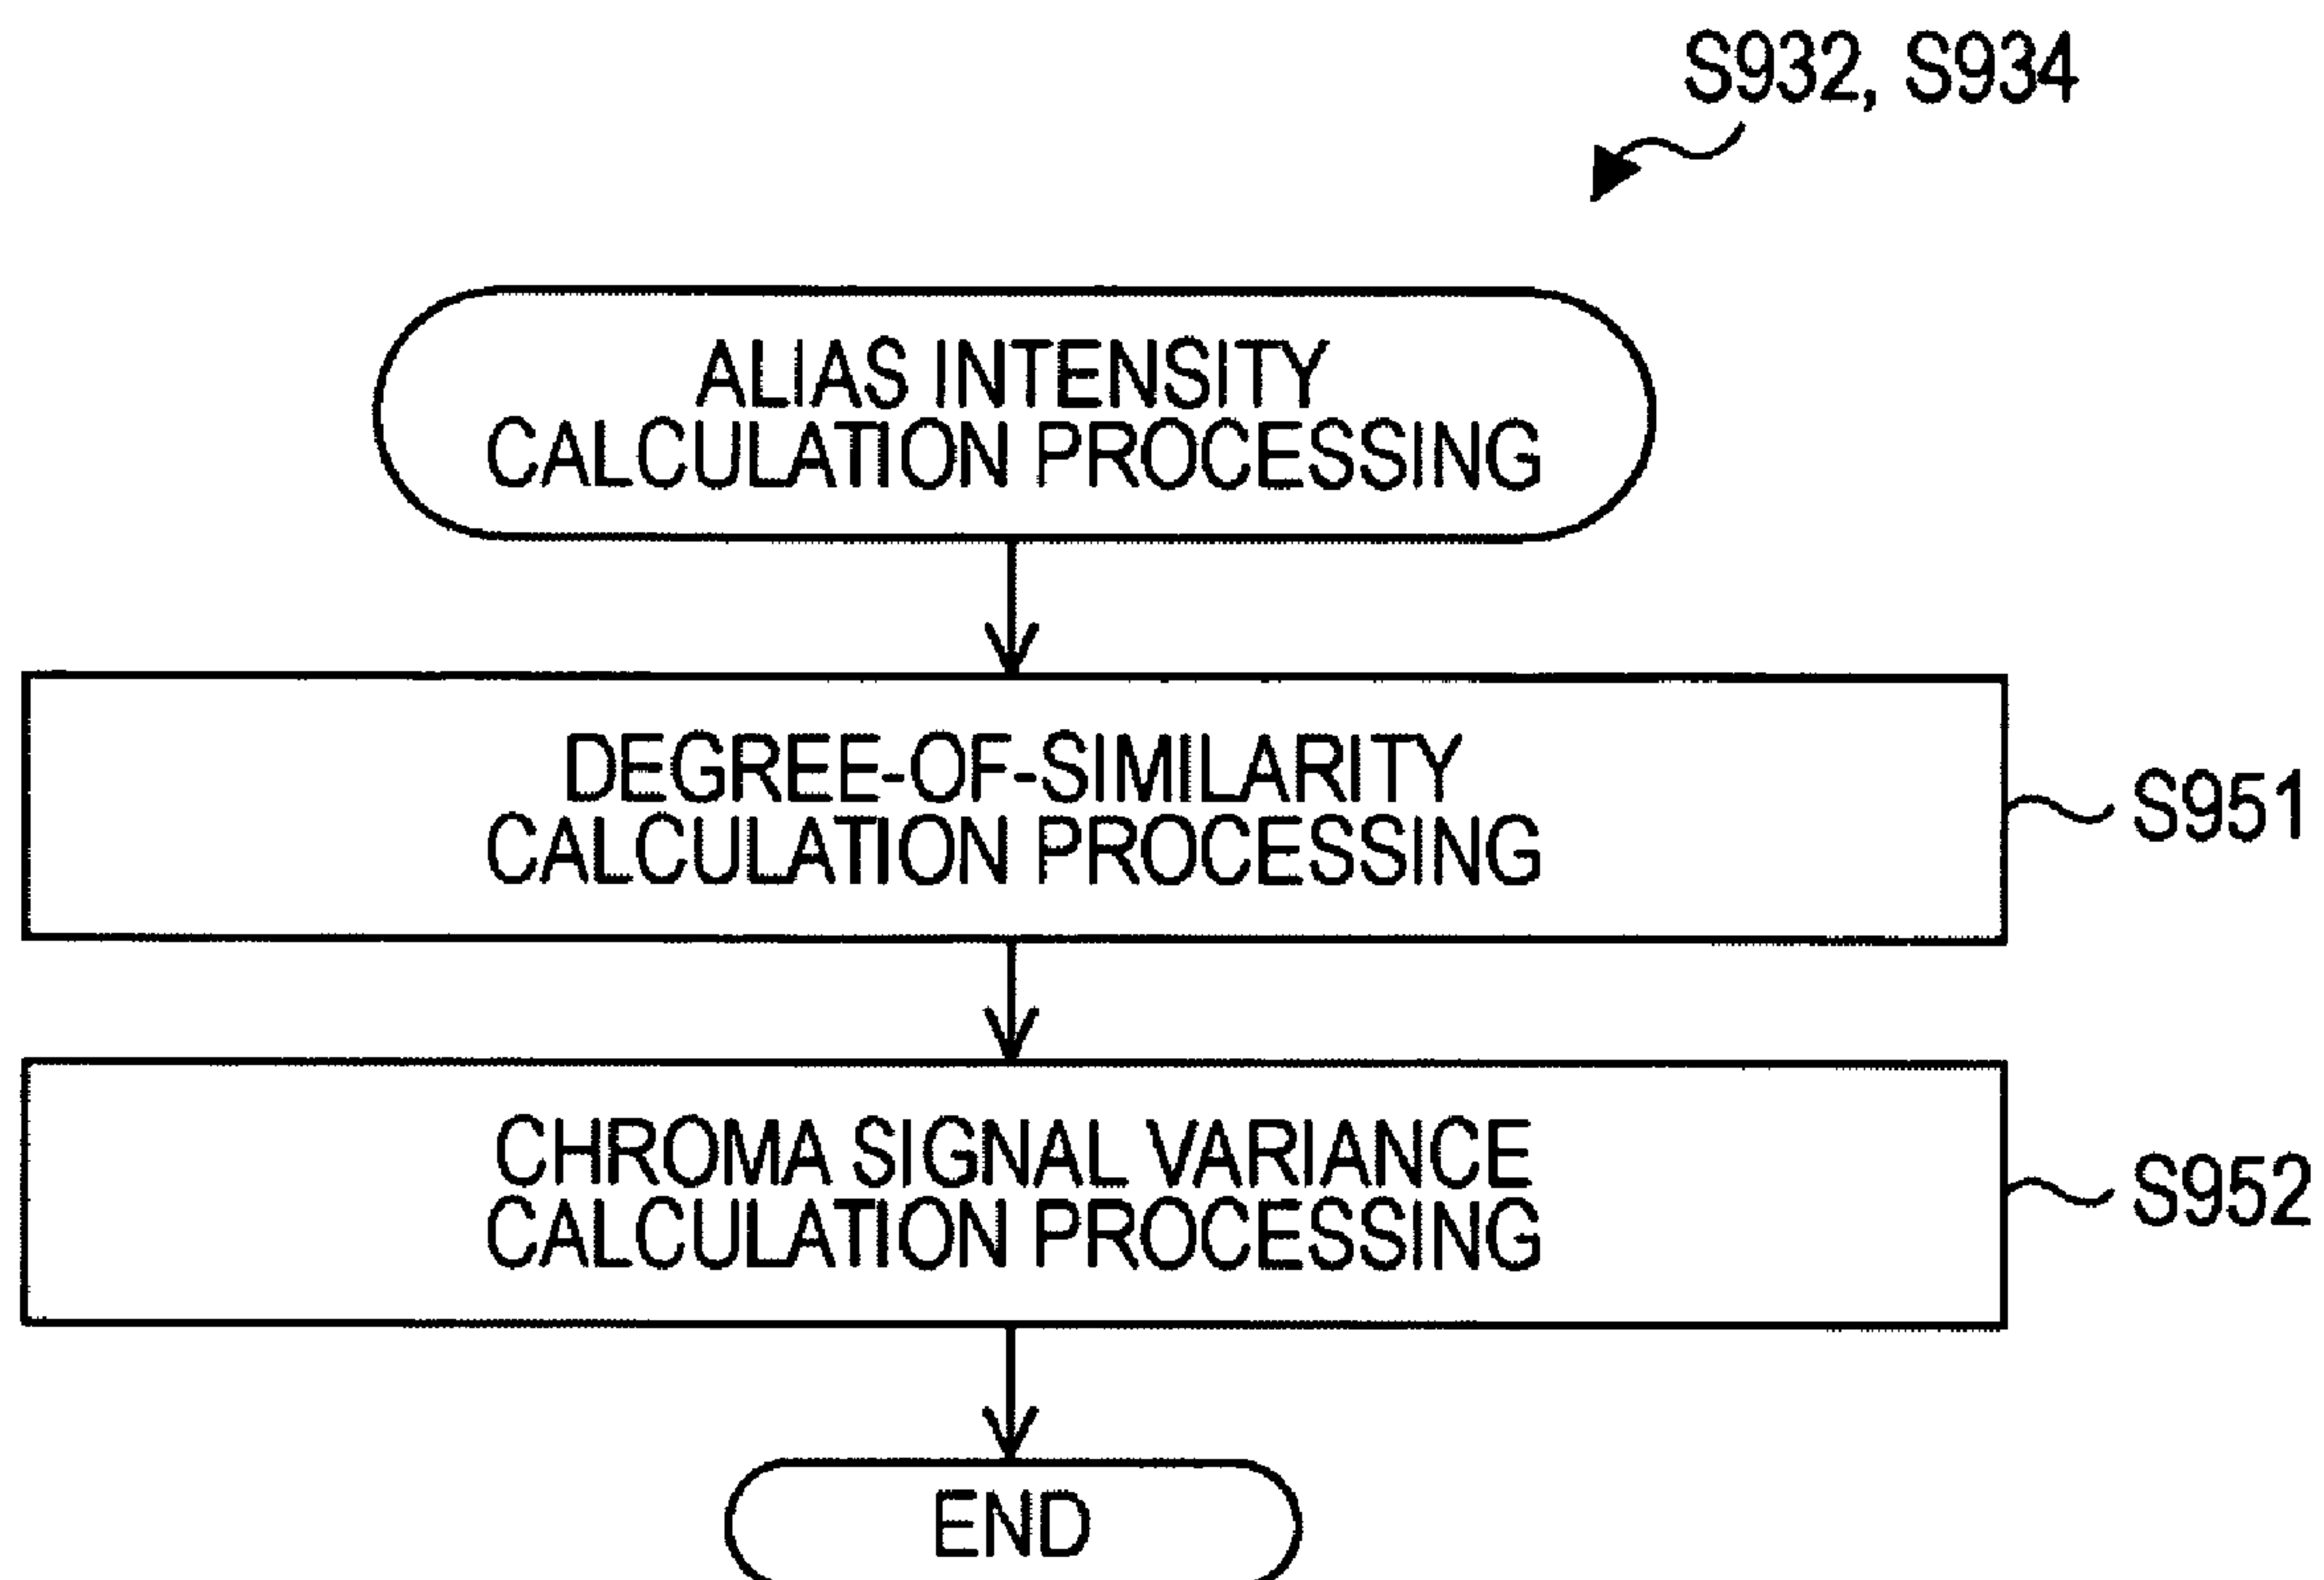 S932, S934
ALIAS INTENSITY
CALCULATION PROCESSING
DEGREE-OF-SIMILARITY
CALCULATION PROCESSING
S951
CHROMA SIGNAL VARIANCE
CALCULATION PROCESSING
S952
END